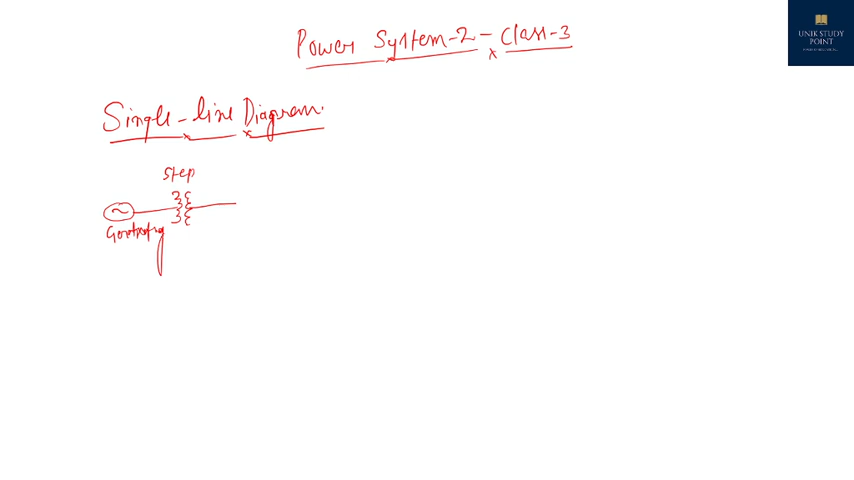 Power System-2 - Class-3
UNIK STUDY
POINT
Single-line Diagram.
Step